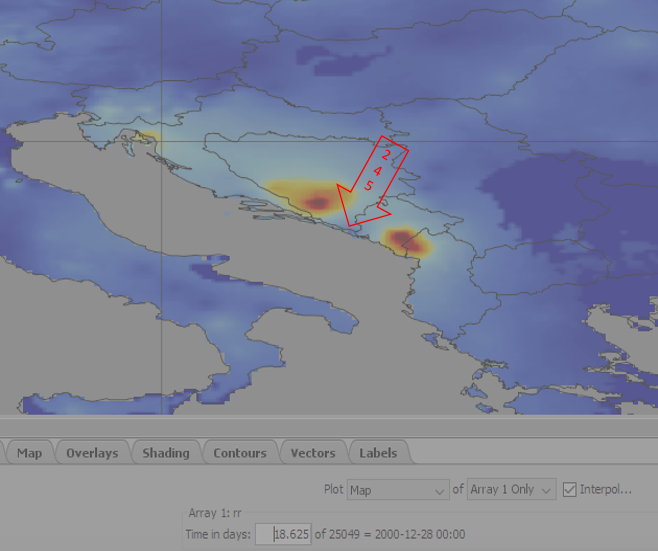 2
4
5
Map Overlays Shading Contours Vectors Labels
Plot Map of Array 1 Only Interpol...
Array 1: rr
Time in days: 18.625 of 25049 = 2000-12-28 00:00